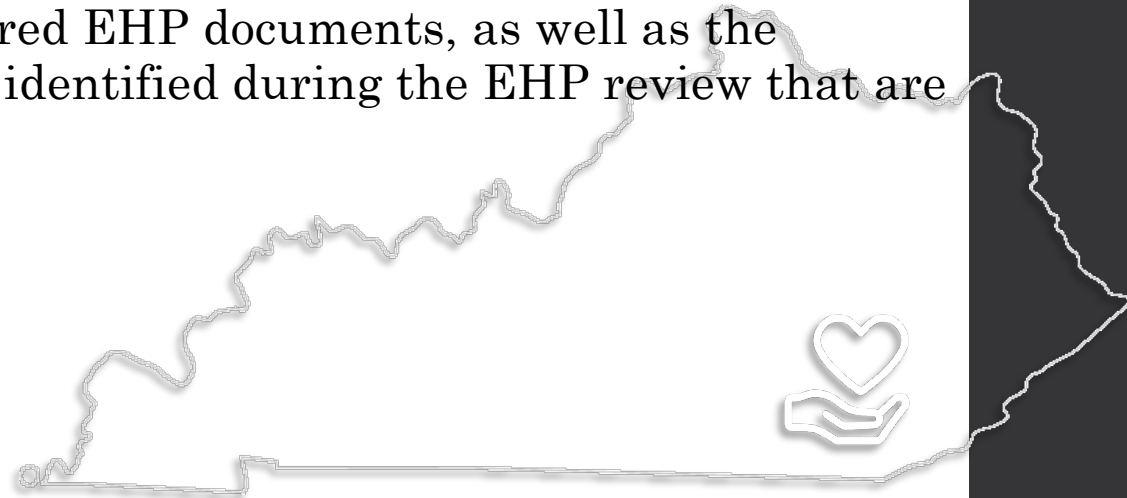 red EHP documents, as well as the
identified during the EHP review that are